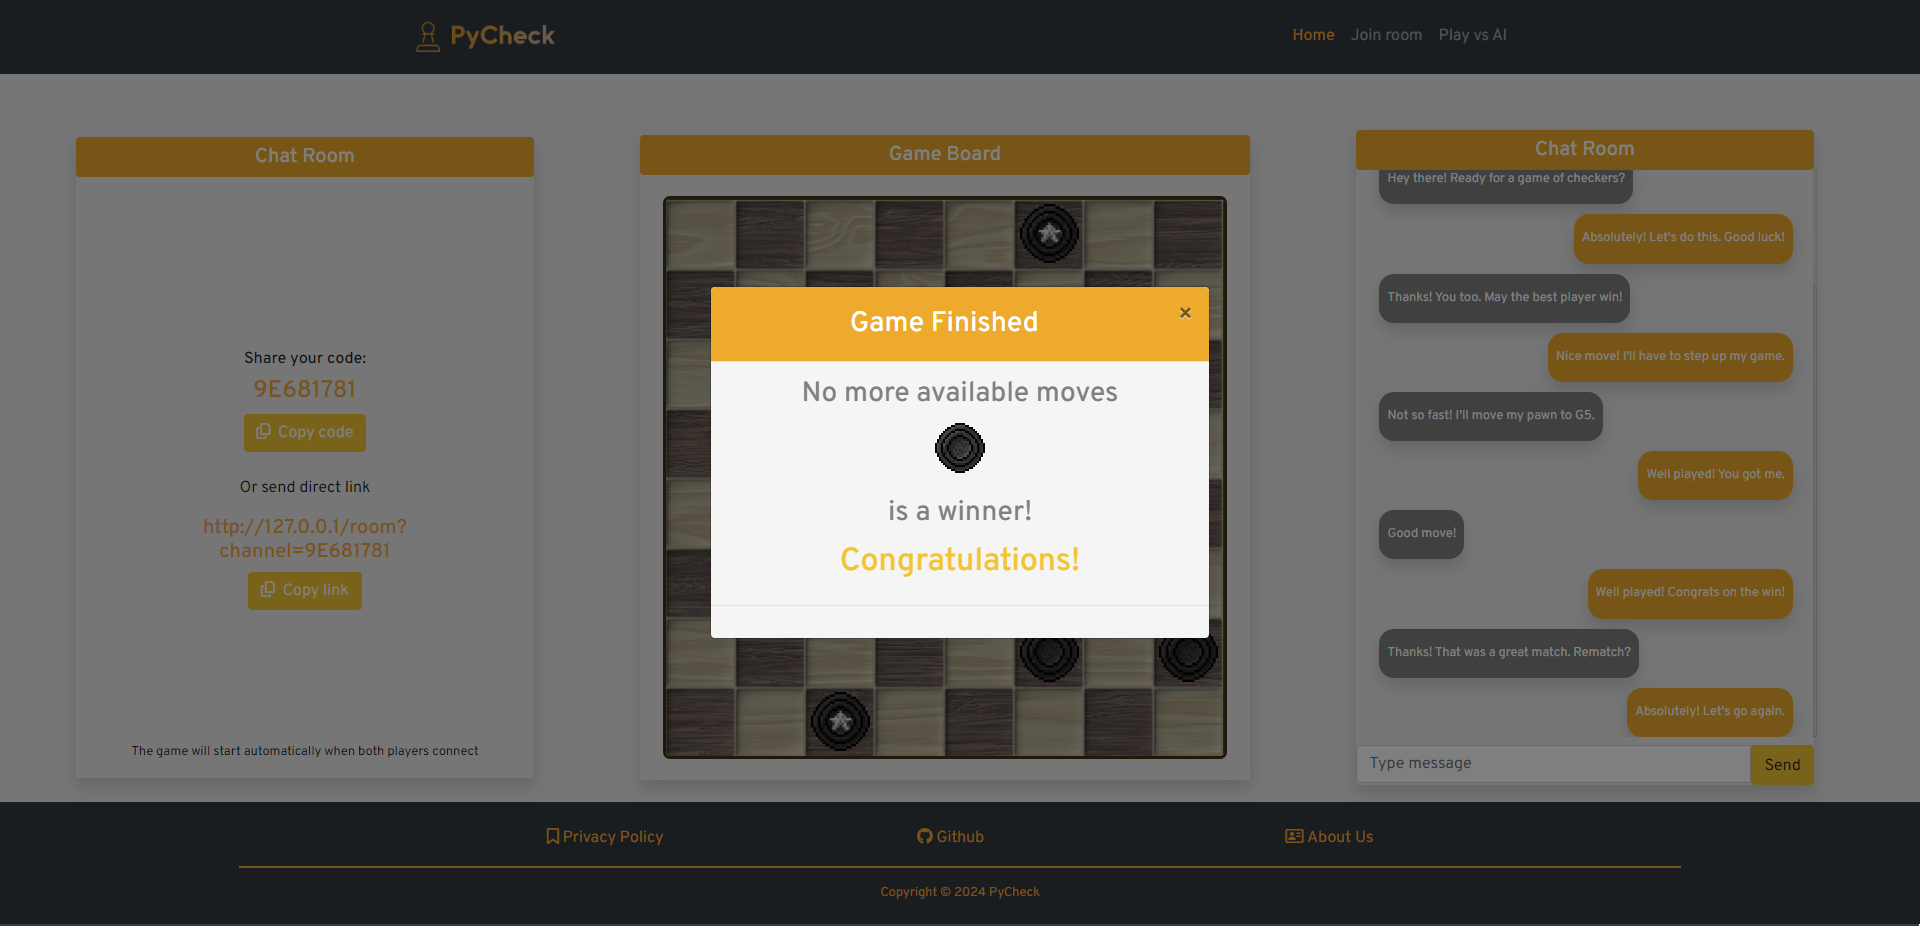 PyCheck
Home Join room Play vs AI
Chat Room
Share your code:
9E681781
Copy code
Or send direct link
http://127.0.0.1/room?
channel=9E681781
Copy link
The game will start automatically when both players connect
Game Board
Game Finished
×
No more available moves
is a winner!
Congratulations!
Chat Room
Hey there! Ready for a game of checkers?
Absolutely! Let's do this. Good luck!
Thanks! You too. May the best player win!
Nice move! I'll have to step up my game.
Not so fast! I'll move my pawn to G5.
Well played! You got me.
Good move!
Well played! Congrats on the win!
Thanks! That was a great match. Rematch?
Absolutely! Let's go again.
Type message
Send
Privacy Policy
Github
About Us
Copyright © 2024 PyCheck